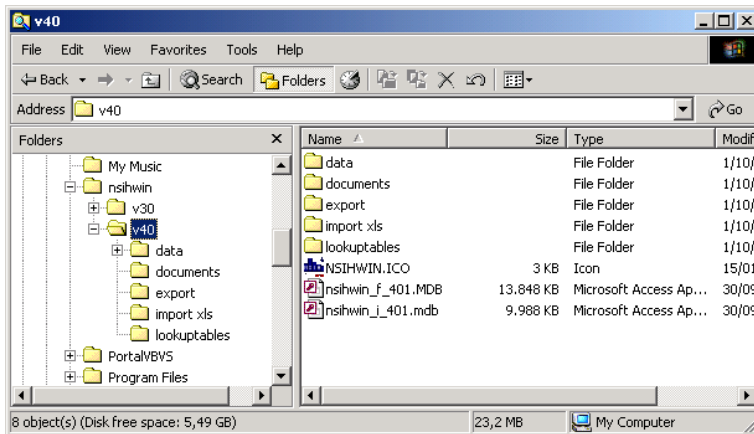 v40
File Edit View Favorites Tools Help
Back Search Folders
Address v40 Go
Folders
My Music
nsihwin
v30
v40
data
documents
export
import xls
lookuptables
PortalVBVS
Program Files
Name Size Type Modif
data File Folder 1/10/
documents File Folder 1/10/
export File Folder 1/10/
import xls File Folder 1/10/
lookuptables File Folder 1/10/
NSIHWIN.ICO 3 KB Icon 15/01
nsihwin_f_401.MDB 13.848 KB Microsoft Access Ap... 30/09
nsihwin_i_401.mdb 9.988 KB Microsoft Access Ap... 30/09
8 object(s) (Disk free space: 5,49 GB) 23,2 MB My Computer